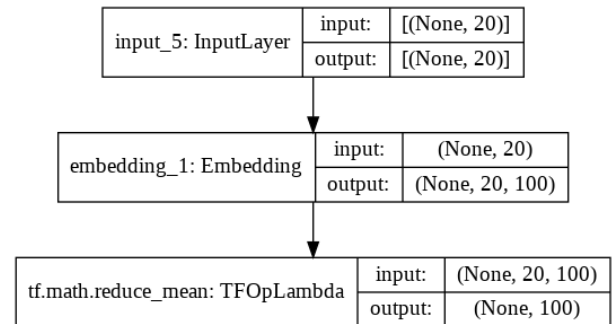 input_5: InputLayer
input: [(None, 20)]
output: [(None, 20)]
embedding_1: Embedding
input: (None, 20)
output: (None, 20, 100)
tf.math.reduce_mean: TFOpLambda
input: (None, 20, 100)
output: (None, 100)